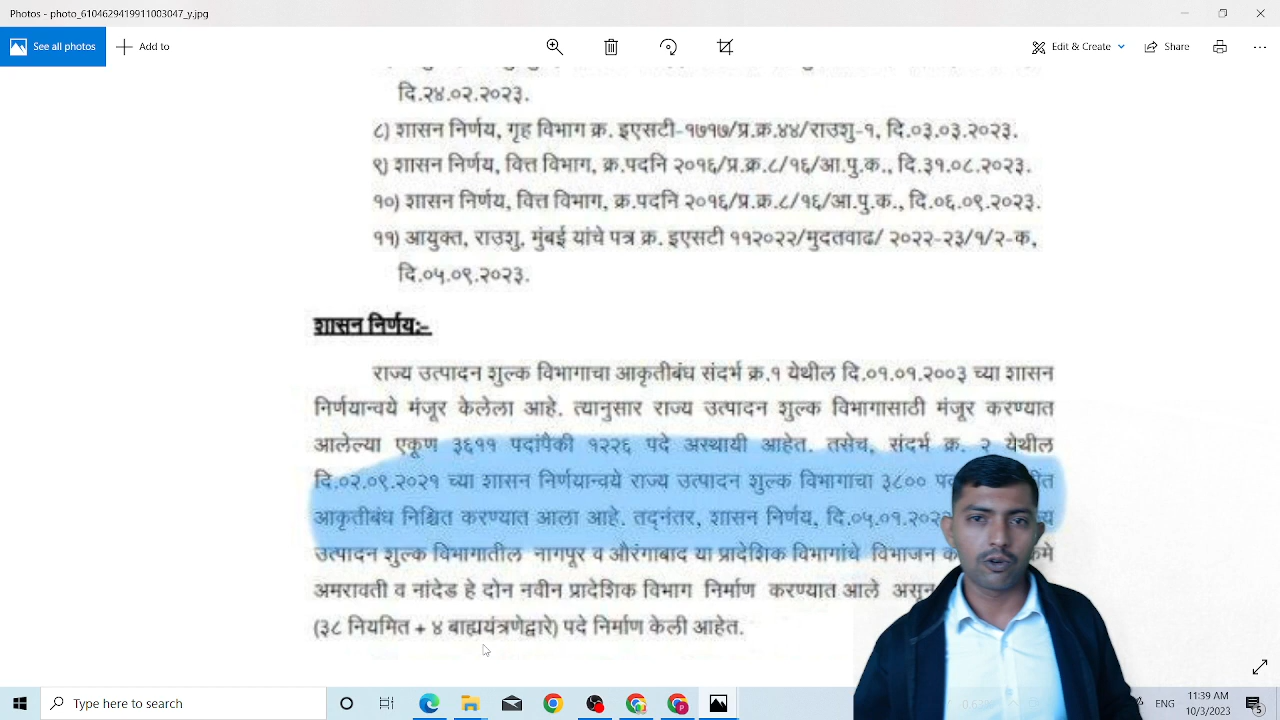 Photos - photo_6104629419911003047_y.jpg
See all photos
Add to
Edit & Create
Share
दि.२४.०२.२०२३.
८) शासन निर्णय, गृह विभाग क्र. इएसटी-१७१७/प्र.क्र.४४/राउशु-१, दि.०३.०३.२०२३.
९) शासन निर्णय, वित्त विभाग, क्र.पदनि २०१६/प्र.क्र.८/१६/आ.पु.क., दि.३१.०८.२०२३.
१०) शासन निर्णय, वित्त विभाग, क्र.पदनि २०१६/प्र.क्र.८/१६/आ.पु.क., दि.०६.०९.२०२३.
११) आयुक्त, राउशु, मुंबई यांचे पत्र क्र. इएसटी ११२०२२/मुदतवाढ/ २०२२-२३/१/२-क,
दि.०५.०९.२०२३.
शासन निर्णय:-
राज्य उत्पादन शुल्क विभागाचा आकृतीबंध संदर्भ क्र.१ येथील दि.०१.०१.२००३ च्या शासन
निर्णयान्वये मंजूर केलेला आहे. त्यानुसार राज्य उत्पादन शुल्क विभागासाठी मंजूर करण्यात
आलेल्या एकूण ३६११ पदांपैकी १२२६ पदे अस्थायी आहेत. तसेच, संदर्भ क्र. २ येथील
दि.०२.०९.२०२१ च्या शासन निर्णयान्वये राज्य उत्पादन शुल्क विभागाचा ३८००
आकृतीबंध निश्चित करण्यात आला आहे. तद्नंतर, शासन निर्णय,
उत्पादन शुल्क विभागातील नागपूर व औरंगाबाद या प्रादेशिक विभागांचे विभाजन
अमरावती व नांदेड हे दोन नवीन प्रादेशिक विभाग निर्माण करण्यात आले असून
(३८ नियमित + ४ बाह्ययंत्रणेद्वारे) पदे निर्माण केली आहेत.
Type here to search
11:39 AM
10/3/2023